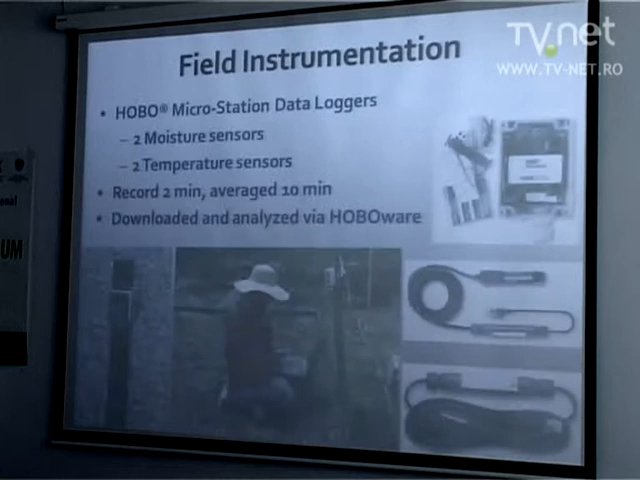 tv.net
WWW.TV-NET.RO
Field Instrumentation
• HOBO® Micro-Station Data Loggers
– 2 Moisture sensors
– 2 Temperature sensors
• Record 2 min, averaged 10 min
• Downloaded and analyzed via HOBOware
UM